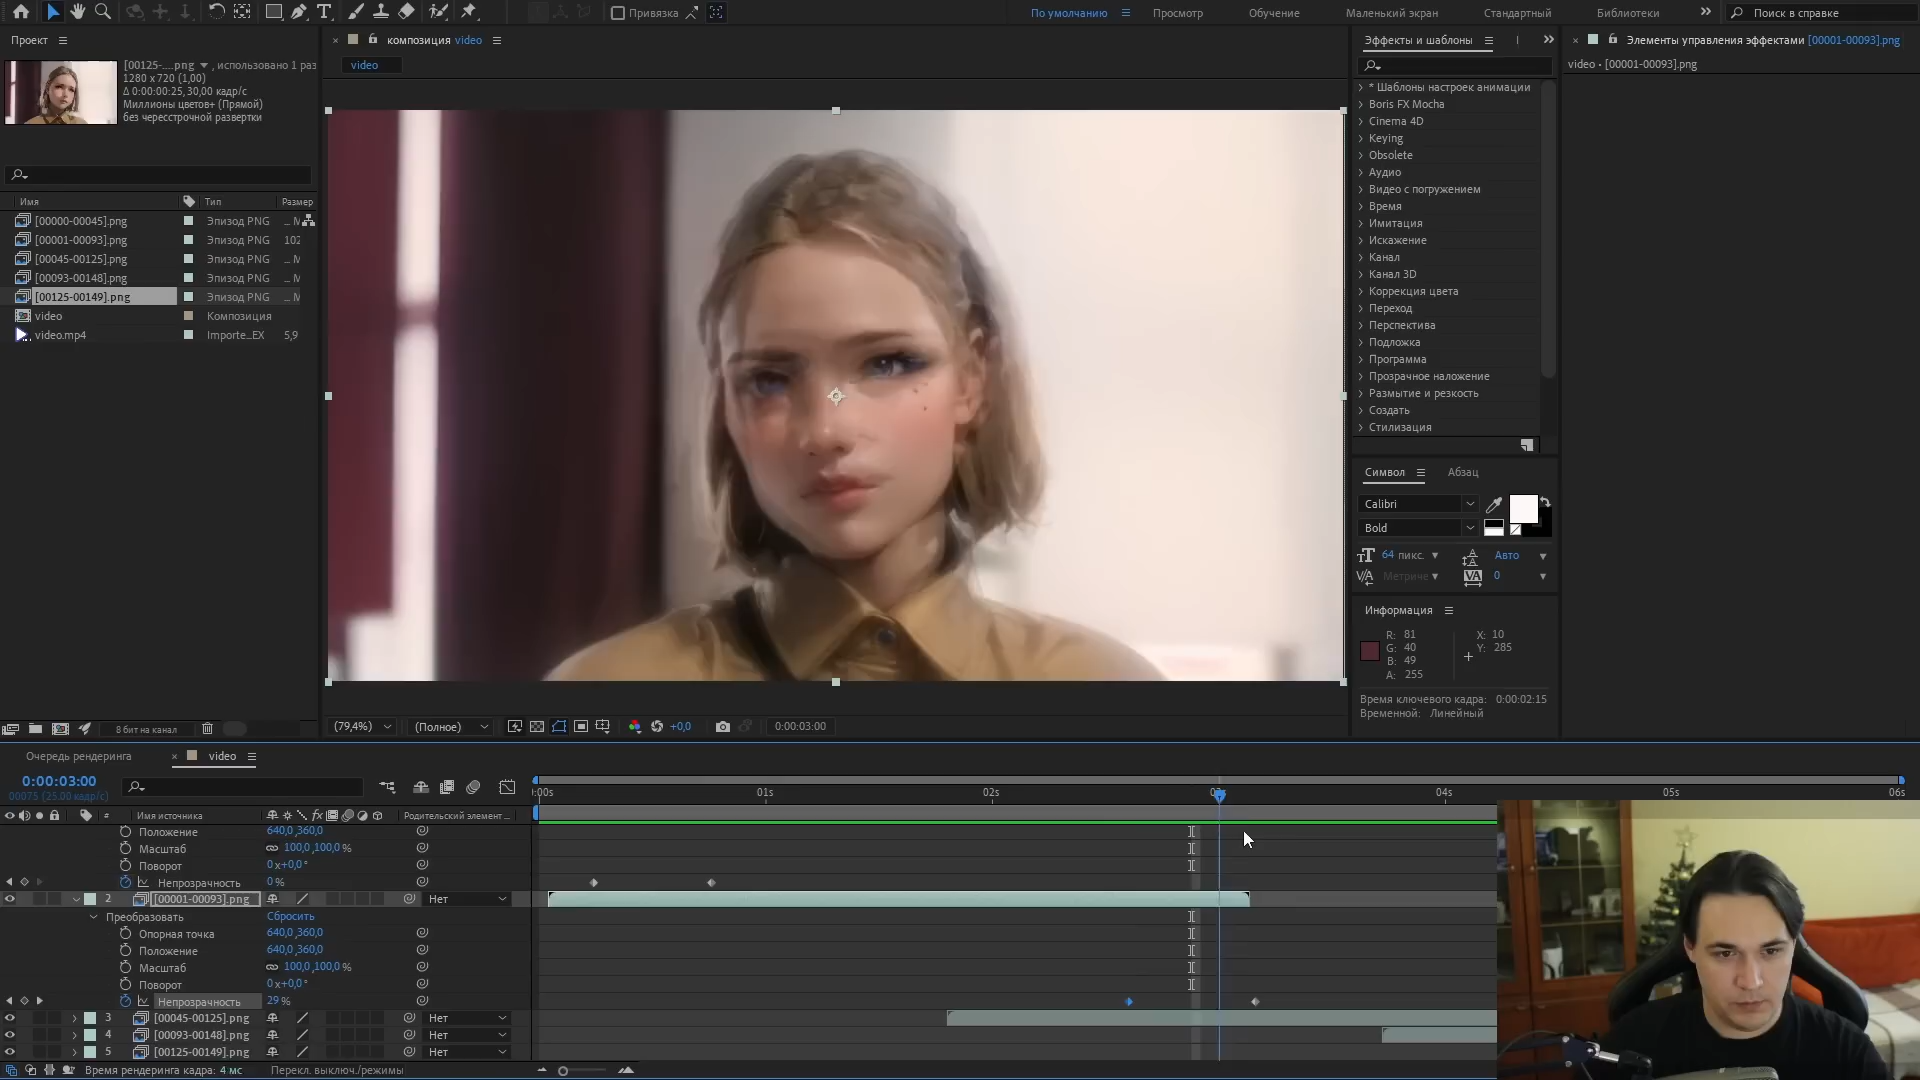 Привязка
По умолчанию
Просмотр
Обучение
Маленький экран
Стандартный
Библиотеки
Поиск в справке
Проект
композиция video
Эффекты и шаблоны
Элементы управления эффектами [00001-00093].png
video
video • [00001-00093].png
[00125-....png ▼, использовано 1 раз
1280 x 720 (1,00)
Δ 0:00:00:25, 30,00 кадр/с
Миллионы цветов+ (Прямой)
без чересстрочной развертки
Имя
Тип
Размер
[00000-00045].png Эпизод PNG ... М
[00001-00093].png Эпизод PNG 102
[00045-00125].png Эпизод PNG ... М
[00093-00148].png Эпизод PNG ... М
[00125-00149].png Эпизод PNG ... М
video Композиция
video.mp4 Importe...EX 5,9
* Шаблоны настроек анимации
Boris FX Mocha
Cinema 4D
Keying
Obsolete
Аудио
Видео с погружением
Время
Имитация
Искажение
Канал
Канал 3D
Коррекция цвета
Переход
Перспектива
Подложка
Программа
Прозрачное наложение
Размытие и резкость
Создать
Стилизация
Символ
Абзац
Calibri
Bold
64 пикс.
Авто
Метриче
0
Информация
R: 81
G: 40
B: 49
A: 255
X: 10
Y: 285
Время ключевого кадра: 0:00:02:15
Временной: Линейный
8 бит на канал
(79,4%)
(Полное)
+0,0
0:00:03:00
Очередь рендеринга
video
0:00:03:00
00075 (25.00 кадр/с)
:00s
01s
02s
04s
05s
06s
#
Имя источника
Родительский элемент ...
Положение 640,0,360,0
Масштаб 100,0,100,0 %
Поворот 0x+0,0°
Непрозрачность 0 %
2 [00001-00093].png Нет
Преобразовать Сбросить
Опорная точка 640,0,360,0
Положение 640,0,360,0
Масштаб 100,0,100,0 %
Поворот 0x+0,0°
Непрозрачность 29 %
3 [00045-00125].png Нет
4 [00093-00148].png Нет
5 [00125-00149].png Нет
Время рендеринга кадра: 4 мс
Перекл. выключ./режимы